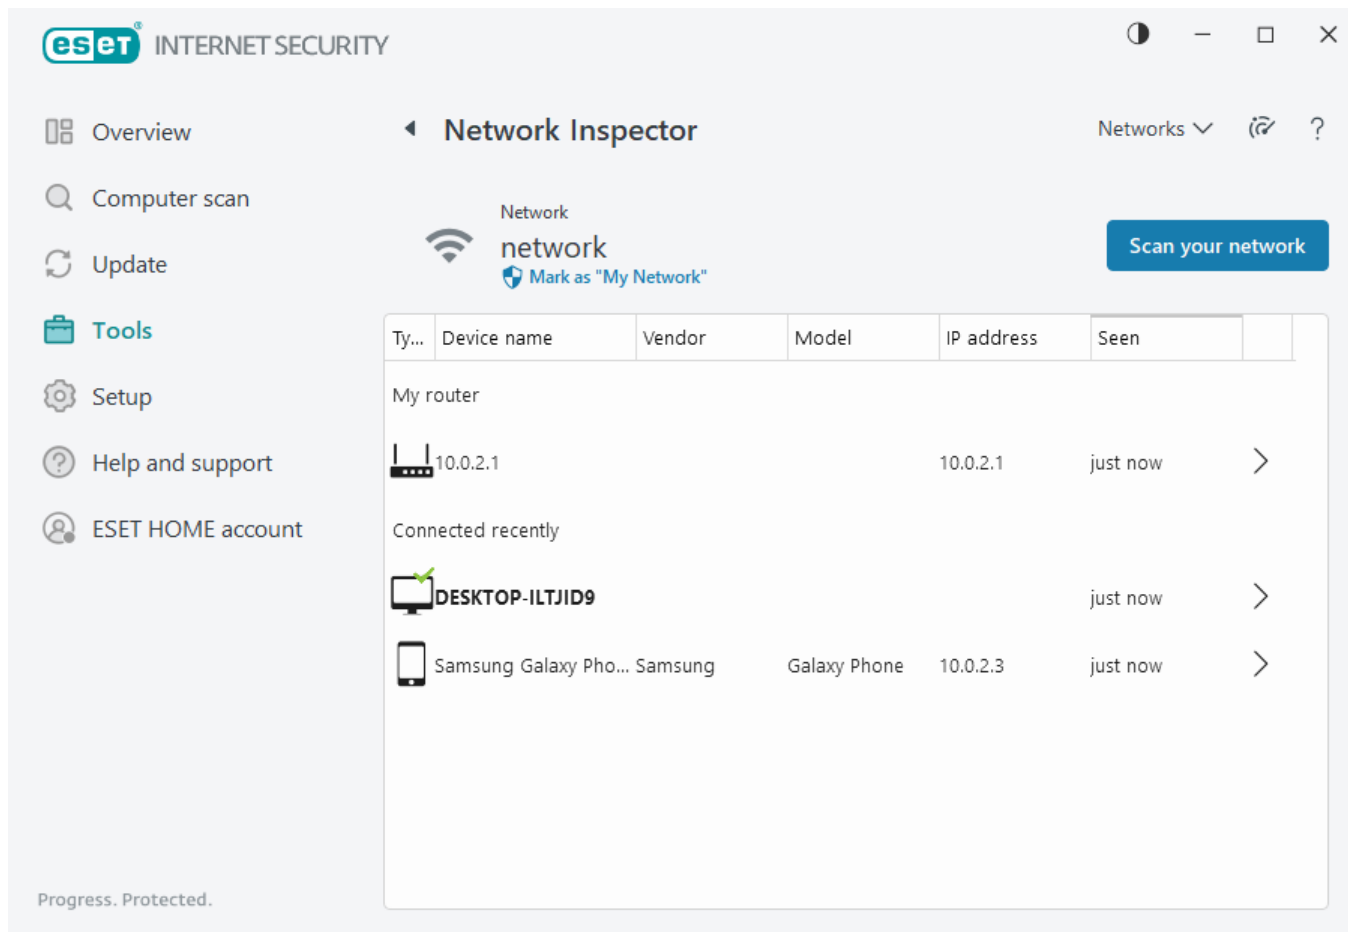 eset® INTERNET SECURITY
Overview
Computer scan
Update
Tools
Setup
Help and support
ESET HOME account
Progress. Protected.
Network Inspector
Networks
?
Network
network
Mark as "My Network"
Scan your network
Ty... Device name Vendor Model IP address Seen
My router
10.0.2.1 10.0.2.1 just now
Connected recently
DESKTOP-ILTJID9 just now
Samsung Galaxy Pho... Samsung Galaxy Phone 10.0.2.3 just now